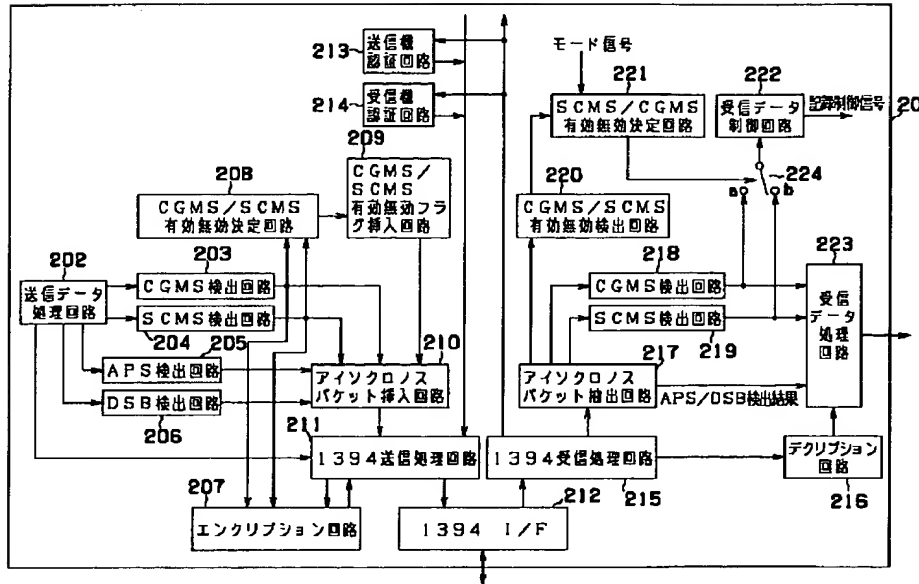 213
送信機
認証回路
214
受信機
認証回路
209
CGMS/
SCMS
有効無効フラ
グ挿入回路
208
CGMS/SCMS
有効無効決定回路
202
送信データ
処理回路
203
CGMS検出回路
SCMS検出回路
204
205
APS検出回路
DSB検出回路
206
210
アイソクロノス
パケット挿入回路
211
1394送信処理回路
207
エンクリプション回路
212
1394 I/F
モード信号
221
SCMS/CGMS
有効無効決定回路
222
受信データ
制御回路
記録制御信号
20
224
a
b
220
CGMS/SCMS
有効無効検出回路
218
CGMS検出回路
SCMS検出回路
219
223
受信
データ
処理
回路
217
アイソクロノス
パケット抽出回路
APS/DSB検出結果
1394受信処理回路
215
デクリプション
回路
216